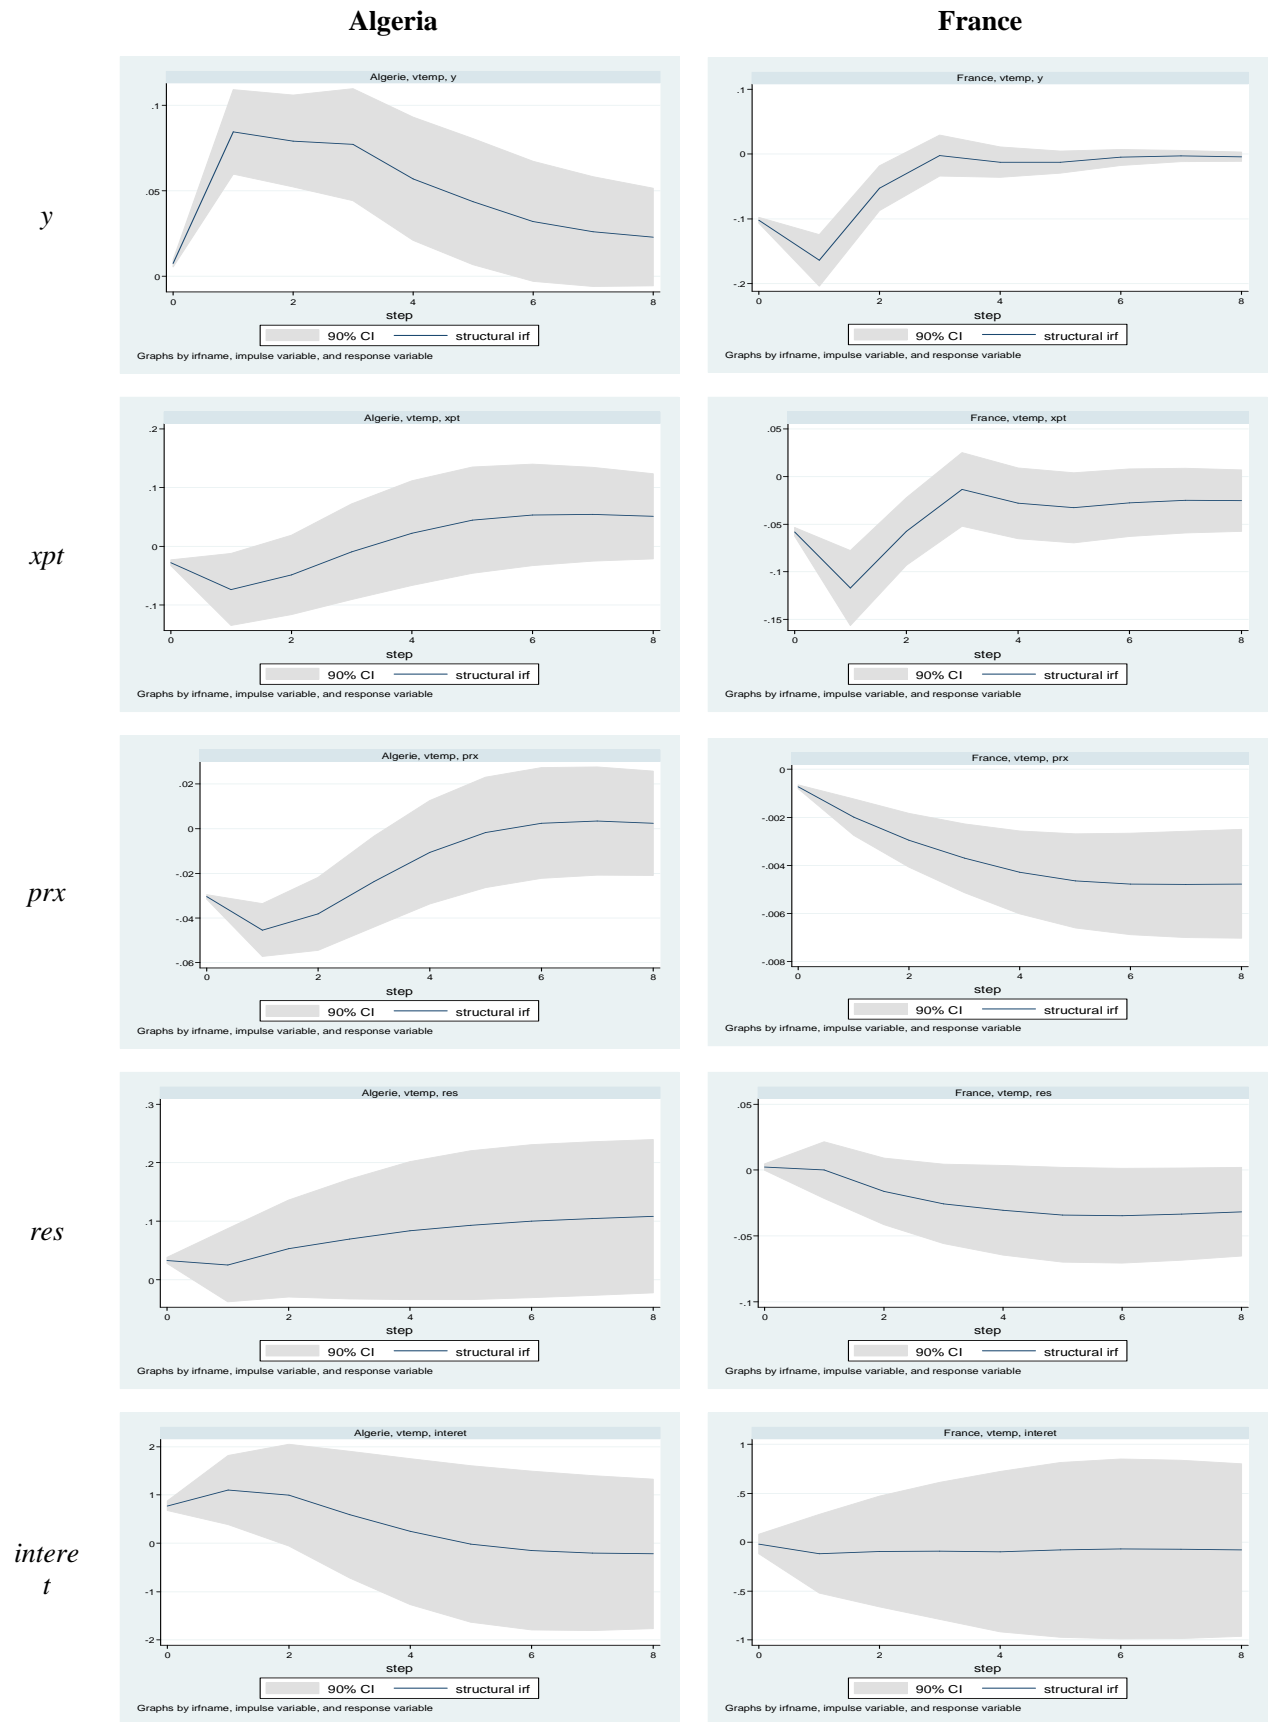 Algeria France
y
Algerie, vtemp, y
.1
.05
0
0 2 4 6 8
step
90% CI structural irf
Graphs by irfname, impulse variable, and response variable
France, vtemp, y
.1
0
-.1
-.2
0 2 4 6 8
step
90% CI structural irf
Graphs by irfname, impulse variable, and response variable
xpt
Algerie, vtemp, xpt
.2
.1
0
-.1
0 2 4 6 8
step
90% CI structural irf
Graphs by irfname, impulse variable, and response variable
France, vtemp, xpt
.05
0
-.05
-.1
-.15
0 2 4 6 8
step
90% CI structural irf
Graphs by irfname, impulse variable, and response variable
prx
Algerie, vtemp, prx
.02
0
-.02
-.04
-.06
0 2 4 6 8
step
90% CI structural irf
Graphs by irfname, impulse variable, and response variable
France, vtemp, prx
0
-.002
-.004
-.006
-.008
0 2 4 6 8
step
90% CI structural irf
Graphs by irfname, impulse variable, and response variable
res
Algerie, vtemp, res
.3
.2
.1
0
0 2 4 6 8
step
90% CI structural irf
Graphs by irfname, impulse variable, and response variable
France, vtemp, res
.05
0
-.05
-.1
0 2 4 6 8
step
90% CI structural irf
Graphs by irfname, impulse variable, and response variable
intere
t
Algerie, vtemp, interet
2
1
0
-1
-2
0 2 4 6 8
step
90% CI structural irf
Graphs by irfname, impulse variable, and response variable
France, vtemp, interet
1
.5
0
-.5
-1
0 2 4 6 8
step
90% CI structural irf
Graphs by irfname, impulse variable, and response variable